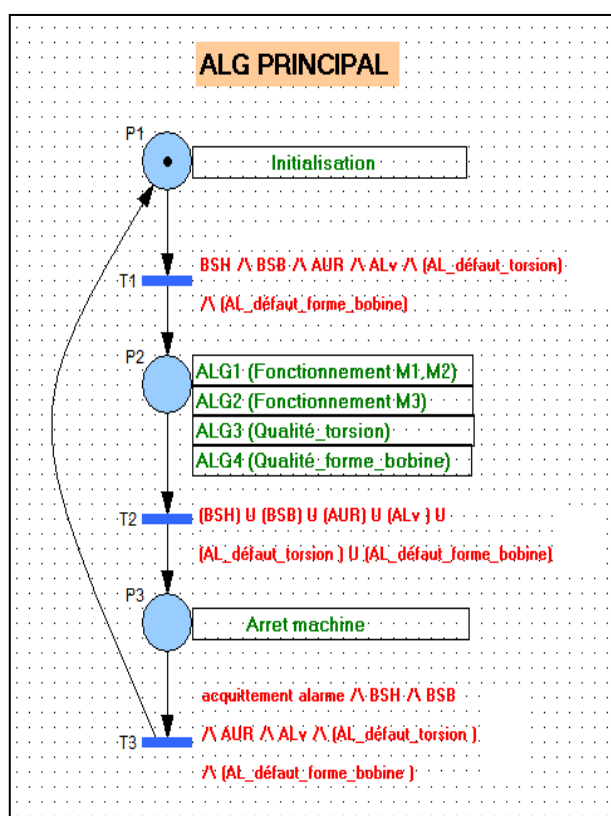 ALG PRINCIPAL
P1
Initialisation
BSH /\ BSB /\ AUR /\ ALv /\ (AL_défaut_torsion)
T1
/\ (AL_défaut_forme_bobine)
P2
ALG1 (Fonctionnement M1,M2)
ALG2 (Fonctionnement M3)
ALG3 (Qualité_torsion)
ALG4 (Qualité_forme_bobine)
T2
(BSH) U (BSB) U (AUR) U (ALv ) U
(AL_défaut_torsion ) U (AL_défaut_forme_bobine)
P3
Arret machine
acquittement alarme /\ BSH /\ BSB
T3
/\ AUR /\ ALv /\ (AL_défaut_torsion )
/\ (AL_défaut_forme_bobine )